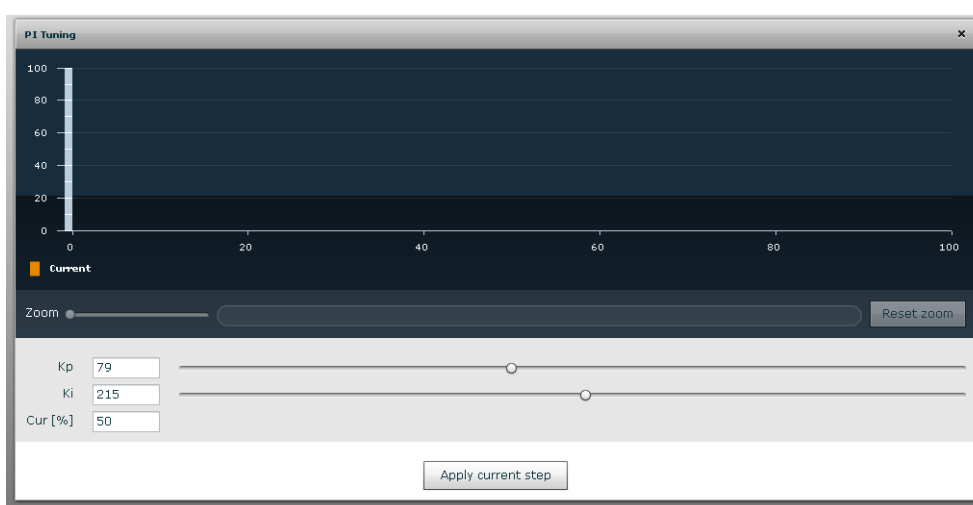 PI Tuning x
100
80
60
40
20
0
0 20 40 60 80 100
Current
Zoom Reset zoom
Kp 79
Ki 215
Cur [%] 50
Apply current step